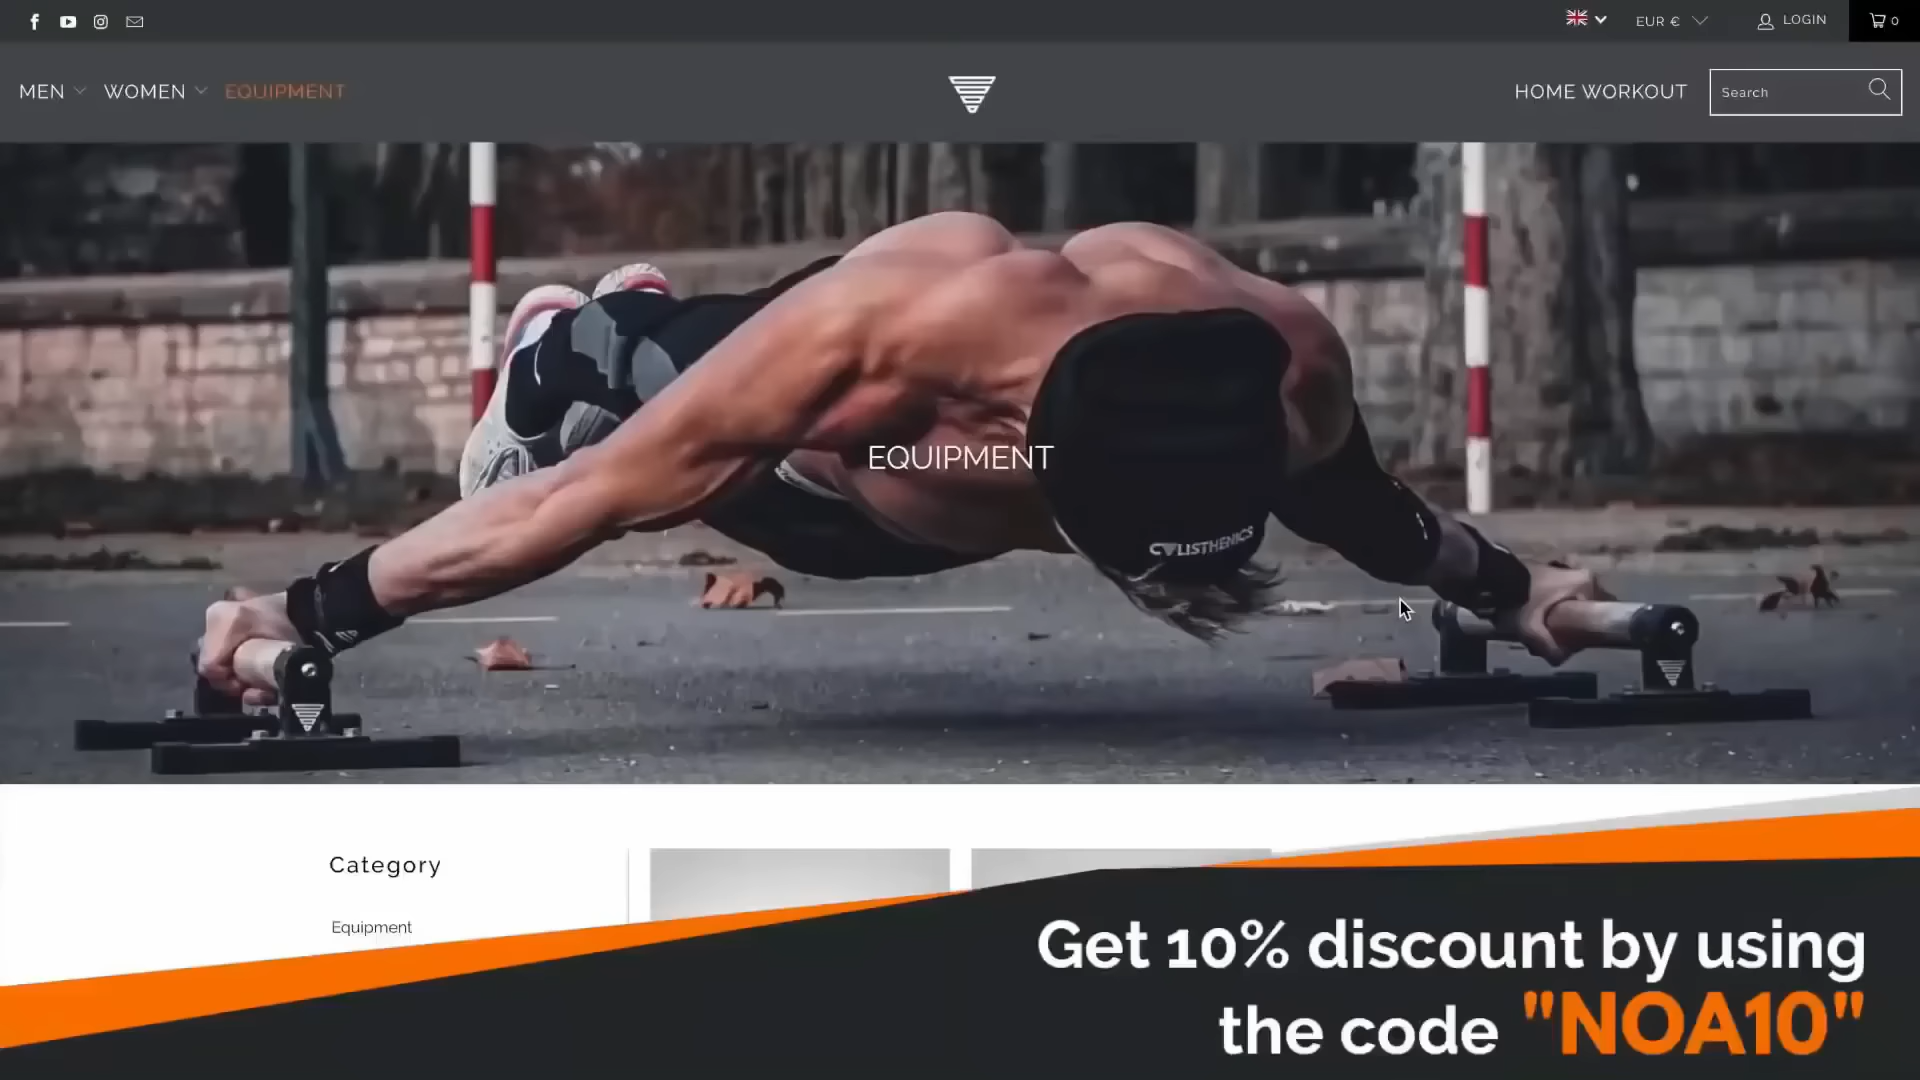 EUR €
LOGIN
0
MEN
WOMEN
EQUIPMENT
HOME WORKOUT
Search
EQUIPMENT
CALISTHENICS
Category
Equipment
Get 10% discount by using
the code "NOA10"